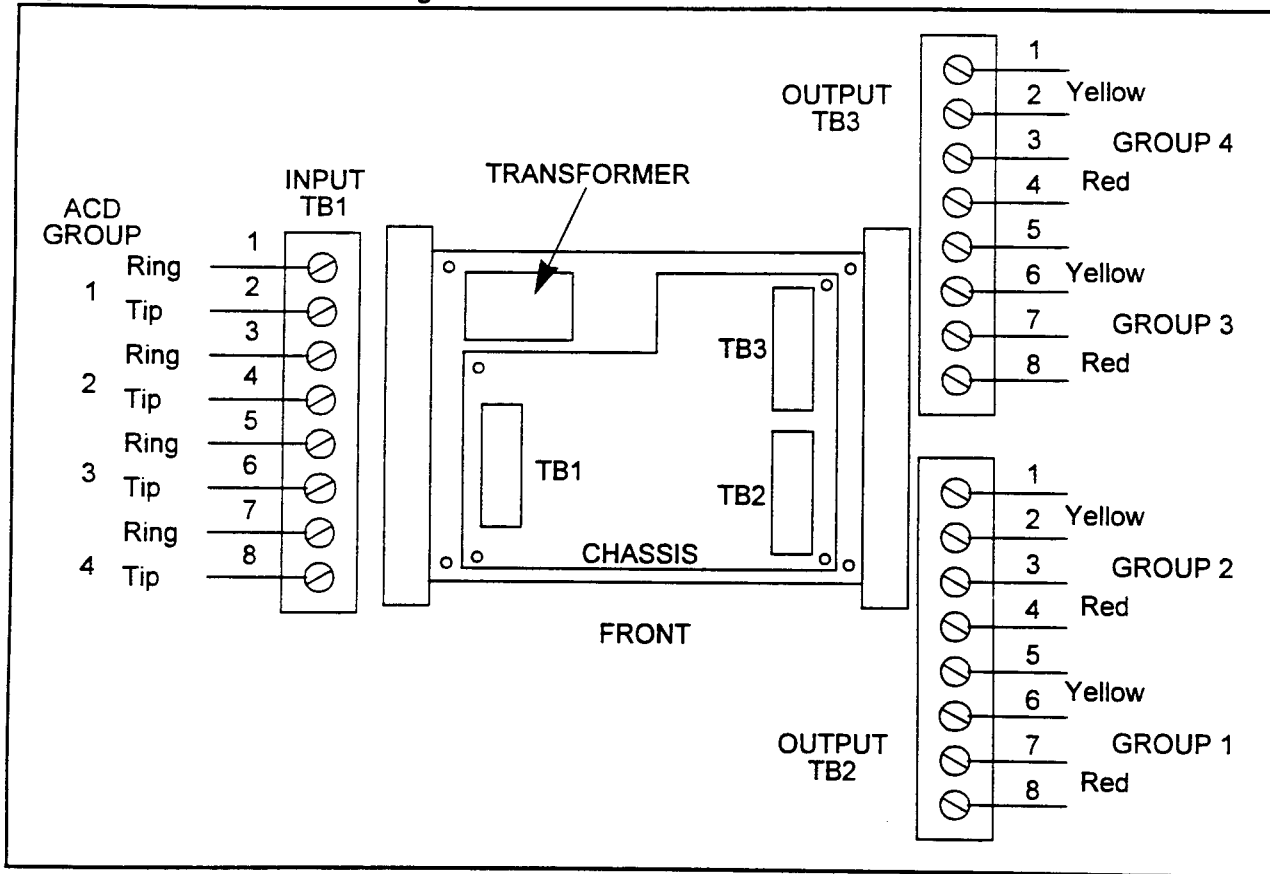 ACD
GROUP
INPUT
TB1
1
Ring
1
2
Tip
3
Ring
2
4
Tip
5
Ring
3
6
Tip
7
Ring
4
8
Tip
TRANSFORMER
TB3
TB1
TB2
CHASSIS
FRONT
OUTPUT
TB3
1
2 Yellow
3 GROUP 4
4 Red
5
6 Yellow
7 GROUP 3
8 Red
1
2 Yellow
3 GROUP 2
4 Red
5
6 Yellow
7 GROUP 1
8 Red
OUTPUT
TB2